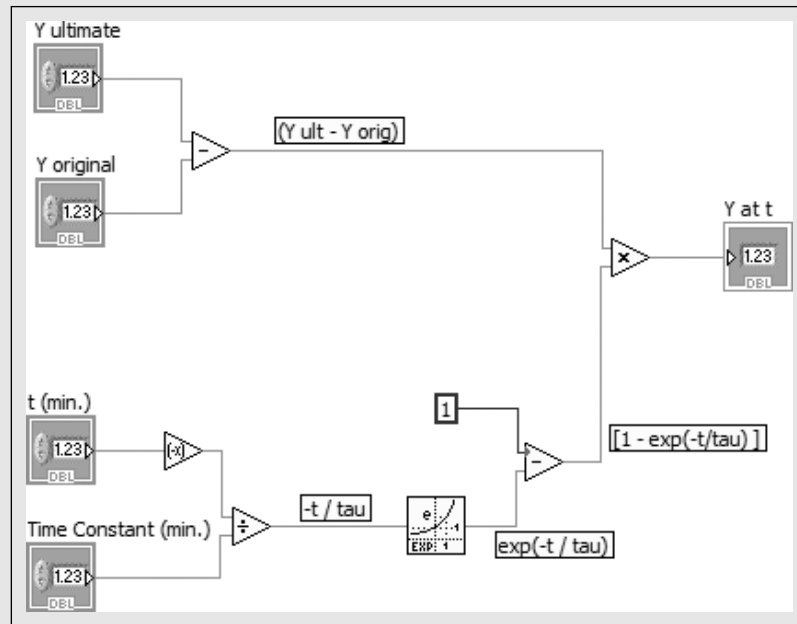 Y ultimate
1.23
DBL
(Y ult - Y orig)
-
Y original
1.23
DBL
Y at t
×
1.23
DBL
t (min.)
1.23
DBL
(-x)
1
-
[1 - exp(-t/tau) ]
-t / tau
Time Constant (min.)
÷
e
1
EXP 1
exp(-t / tau)
1.23
DBL